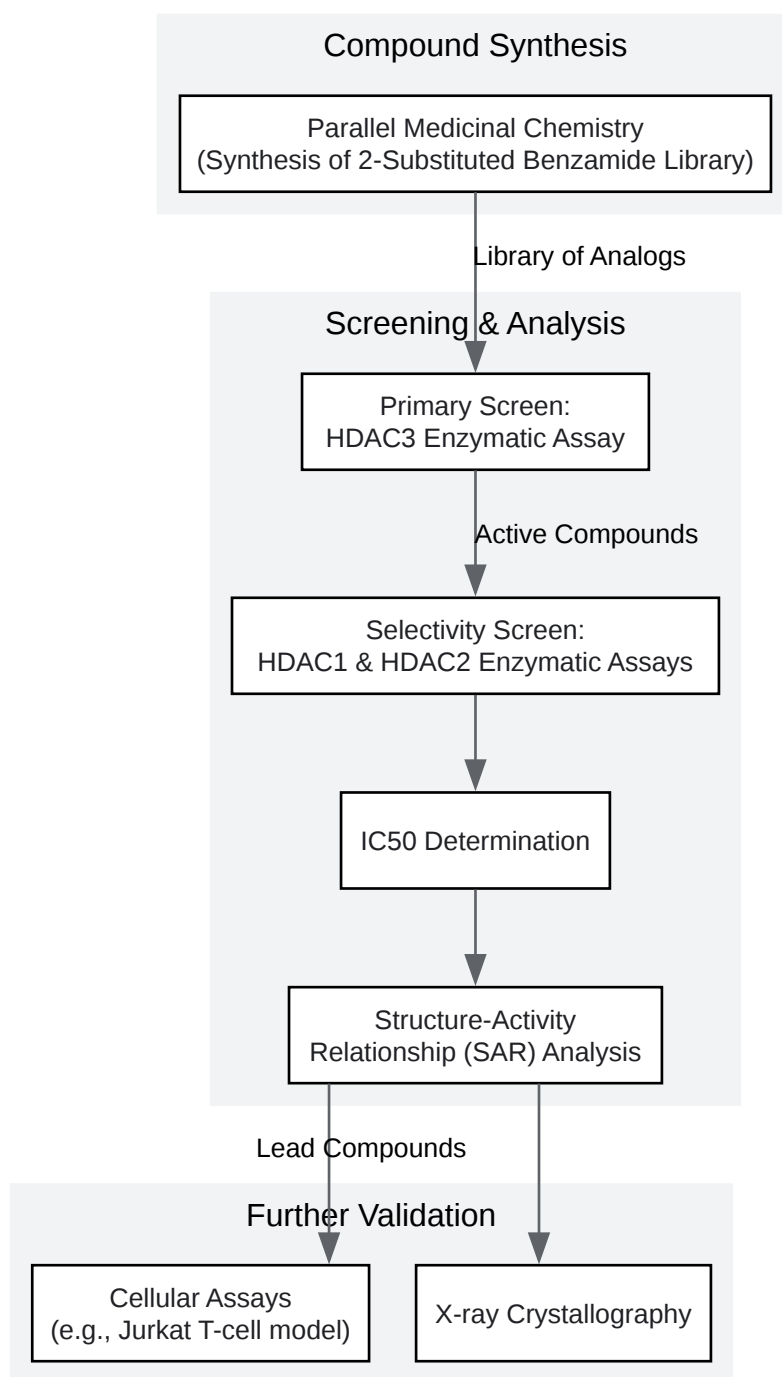 Compound Synthesis
Parallel Medicinal Chemistry
(Synthesis of 2-Substituted Benzamide Library)
Library of Analogs
Screening & Analysis
Primary Screen:
HDAC3 Enzymatic Assay
Active Compounds
Selectivity Screen:
HDAC1 & HDAC2 Enzymatic Assays
IC50 Determination
Structure-Activity
Relationship (SAR) Analysis
Lead Compounds
Further Validation
Cellular Assays
(e.g., Jurkat T-cell model)
X-ray Crystallography